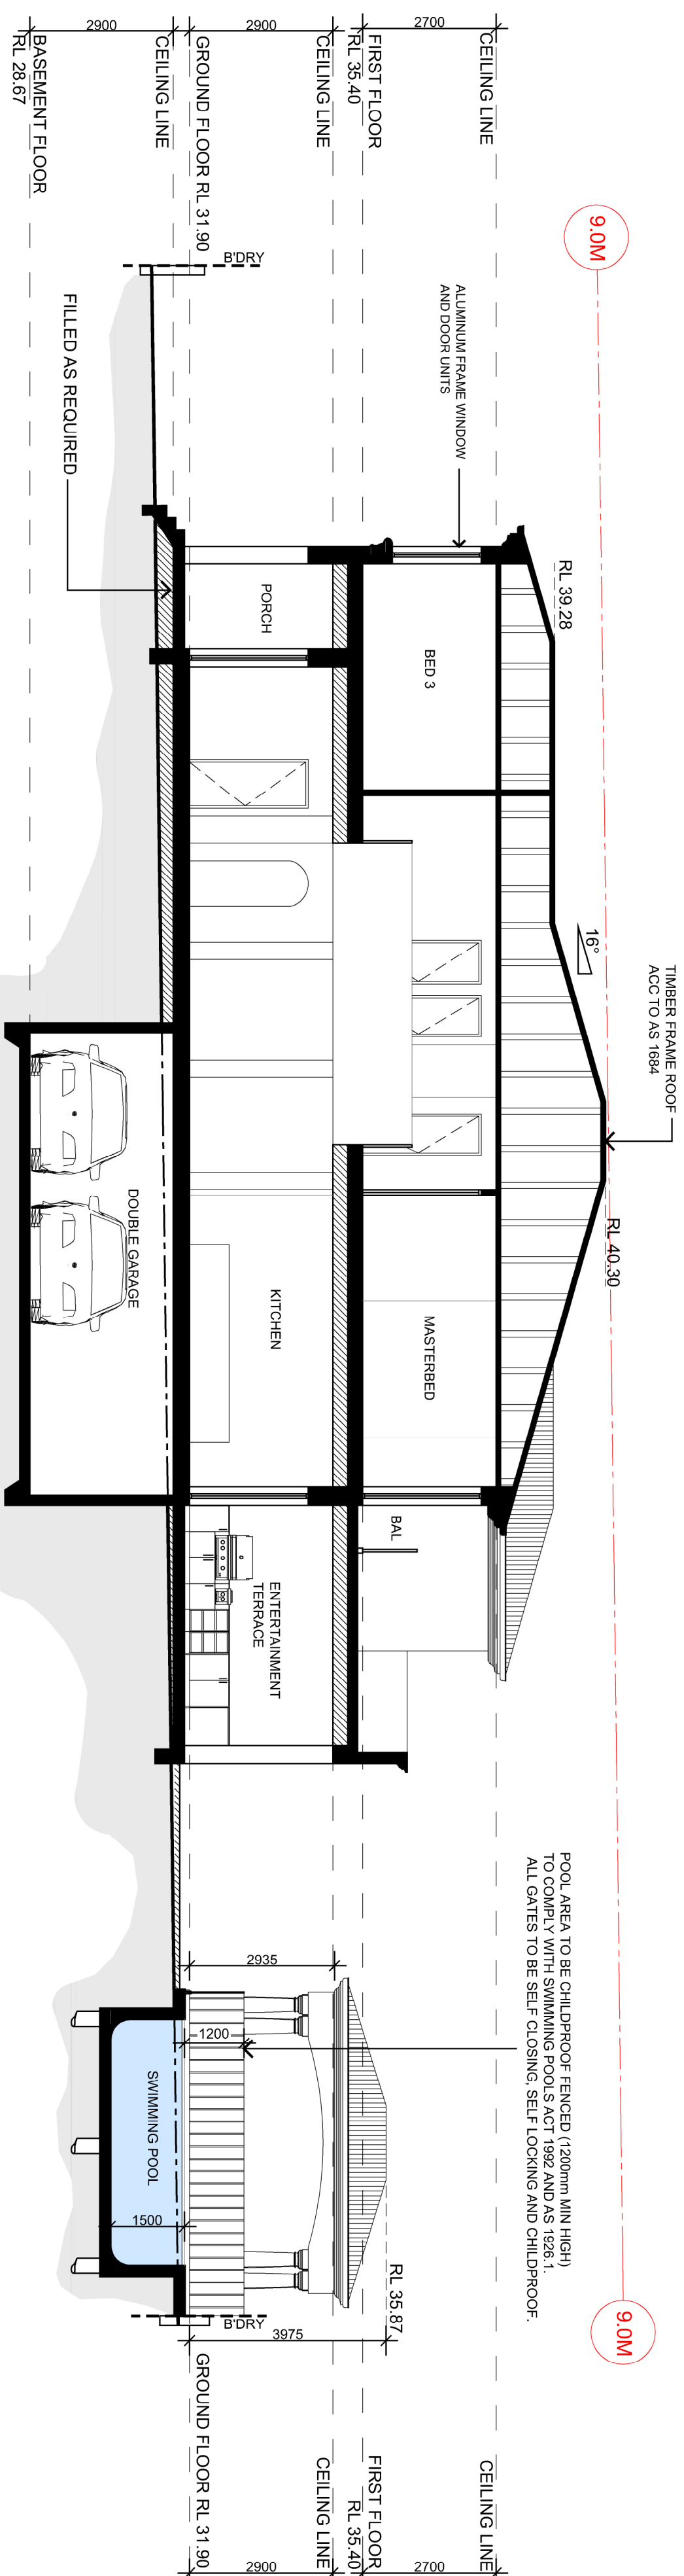 9.0M
9.0M
TIMBER FRAME ROOF
ACC TO AS 1684
RL 40.30
16°
RL 39.28
ALUMINUM FRAME WINDOW
AND DOOR UNITS
CEILING LINE
2700
FIRST FLOOR
RL 35.40
CEILING LINE
2900
GROUND FLOOR RL 31.90
CEILING LINE
2900
BASEMENT FLOOR
RL 28.67
B'DRY
FILLED AS REQUIRED
BED 3
MASTERBED
BAL
PORCH
KITCHEN
ENTERTAINMENT
TERRACE
DOUBLE GARAGE
POOL AREA TO BE CHILDPROOF FENCED (1200mm MIN HIGH)
TO COMPLY WITH SWIMMING POOLS ACT 1992 AND AS 1926.1.
ALL GATES TO BE SELF CLOSING, SELF LOCKING AND CHILDPROOF.
2935
1200
SWIMMING POOL
1500
RL 35.87
3975
B'DRY
CEILING LINE
2700
FIRST FLOOR
RL 35.40
CEILING LINE
2900
GROUND FLOOR RL 31.90